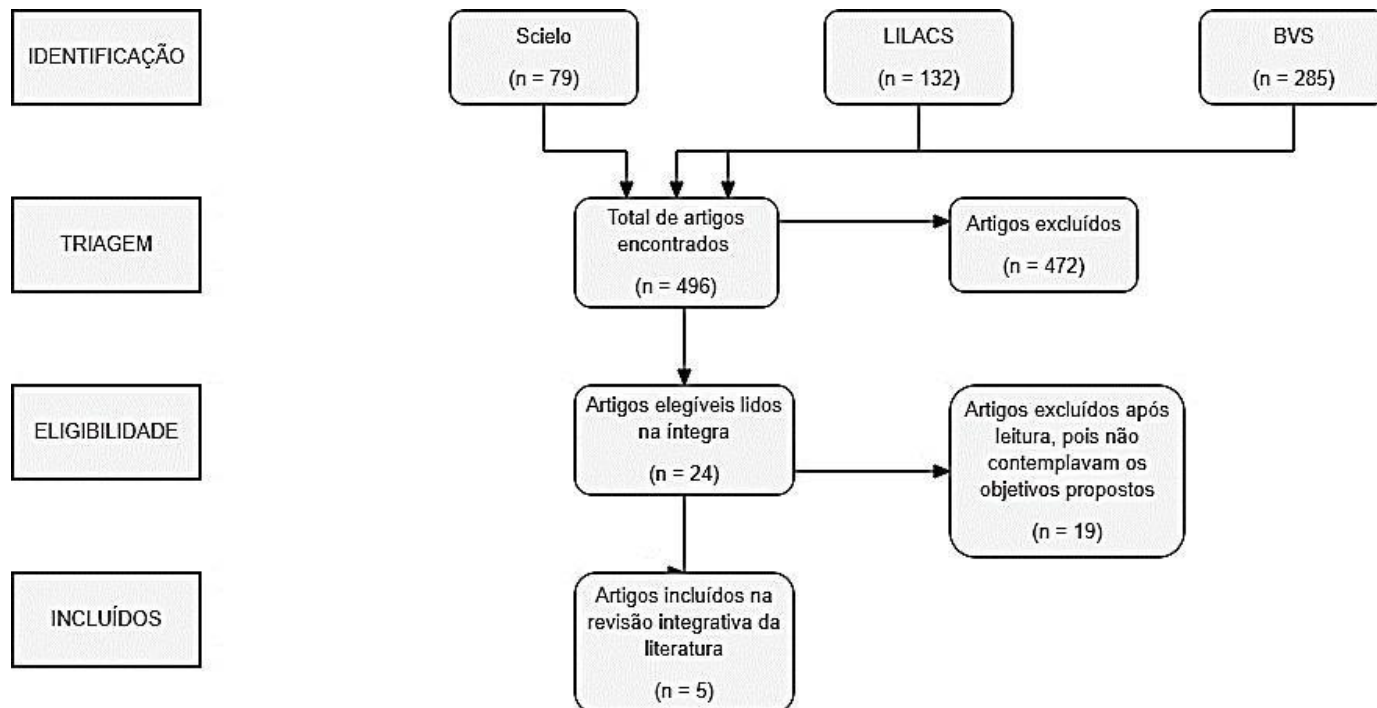 IDENTIFICAÇÃO
Scielo
(n = 79)
LILACS
(n = 132)
BVS
(n = 285)
TRIAGEM
Total de artigos
encontrados
(n = 496)
Artigos excluídos
(n = 472)
ELIGIBILIDADE
Artigos elegíveis lidos
na íntegra
(n = 24)
Artigos excluídos após
leitura, pois não
contemplavam os
objetivos propostos
(n = 19)
INCLUÍDOS
Artigos incluídos na
revisão integrativa da
literatura
(n = 5)